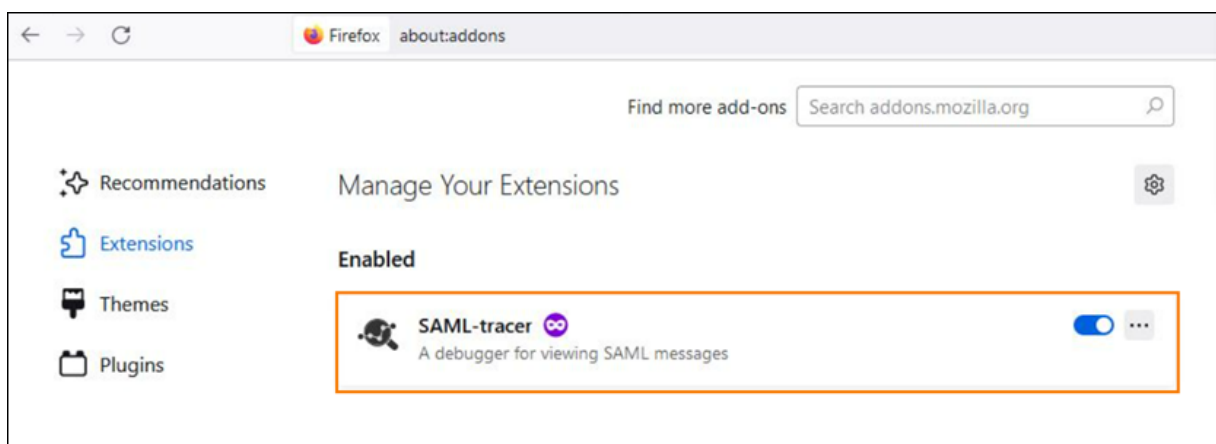 Firefox about:addons
Find more add-ons Search addons.mozilla.org
Recommendations
Extensions
Themes
Plugins
Manage Your Extensions
Enabled
SAML-tracer
A debugger for viewing SAML messages